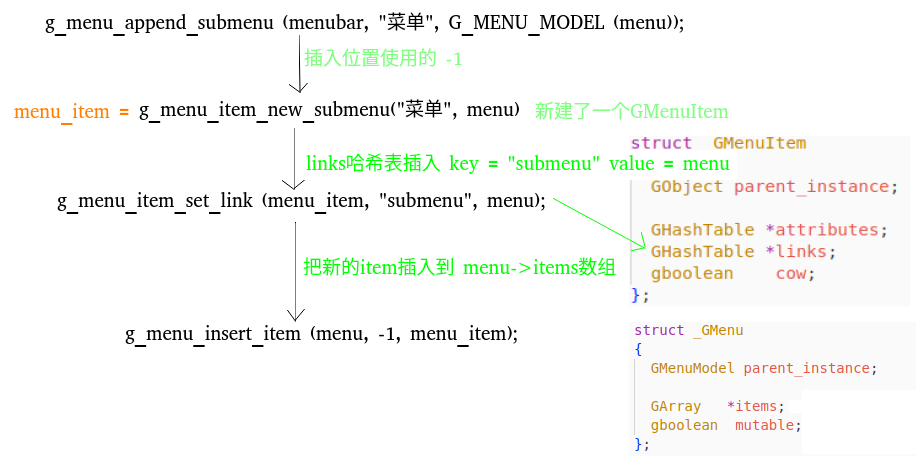 g_menu_append_submenu (menubar, "菜单", G_MENU_MODEL (menu));
插入位置使用的 -1
menu_item = g_menu_item_new_submenu("菜单", menu) 新建了一个GMenuItem
links哈希表插入 key = "submenu" value = menu
g_menu_item_set_link (menu_item, "submenu", menu);
把新的item插入到 menu->items数组
g_menu_insert_item (menu, -1, menu_item);
struct GMenuItem
GObject parent_instance;
GHashTable *attributes;
GHashTable *links;
gboolean cow;
};
struct _GMenu
{
GMenuModel parent_instance;
GArray *items;
gboolean mutable;
};